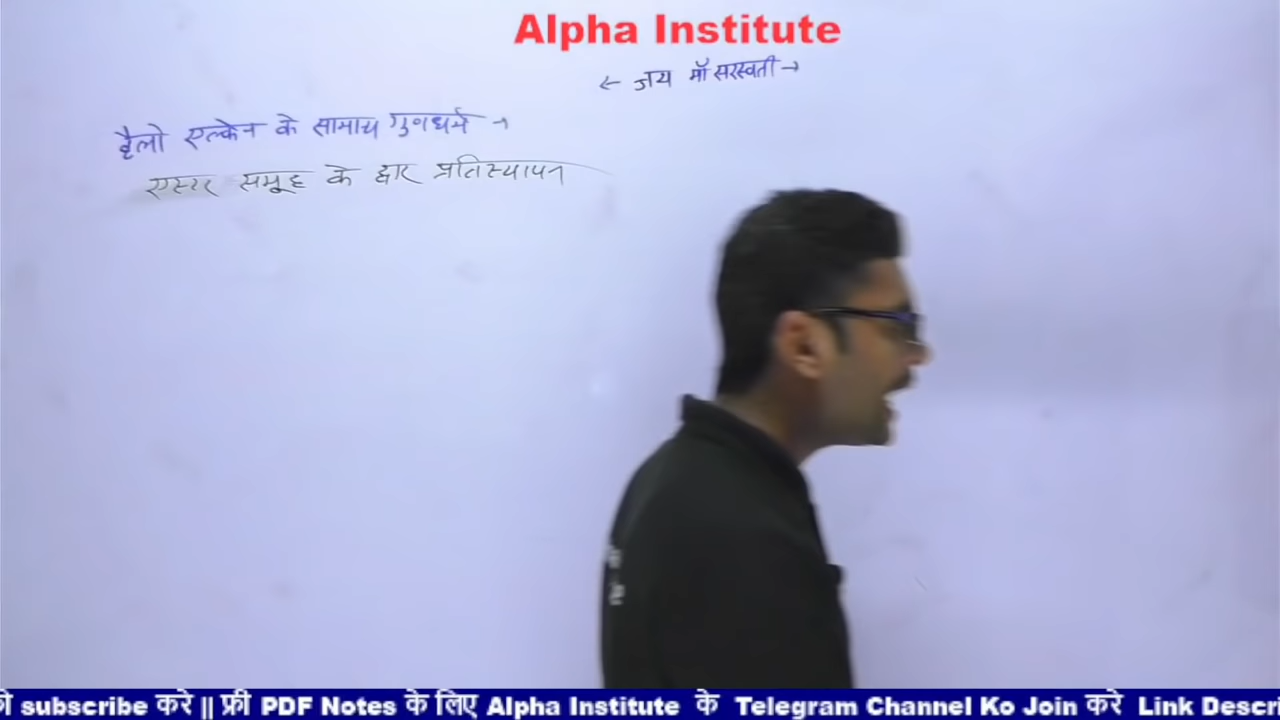 Alpha Institute
← जय माँ सरस्वती →
हैलो एल्केन के सामान्य गुणधर्म →
एस्टर समूह के द्वार प्रतिस्थापन
subscribe करे || फ्री PDF Notes के लिए Alpha Institute के Telegram Channel Ko Join करे Link Descri